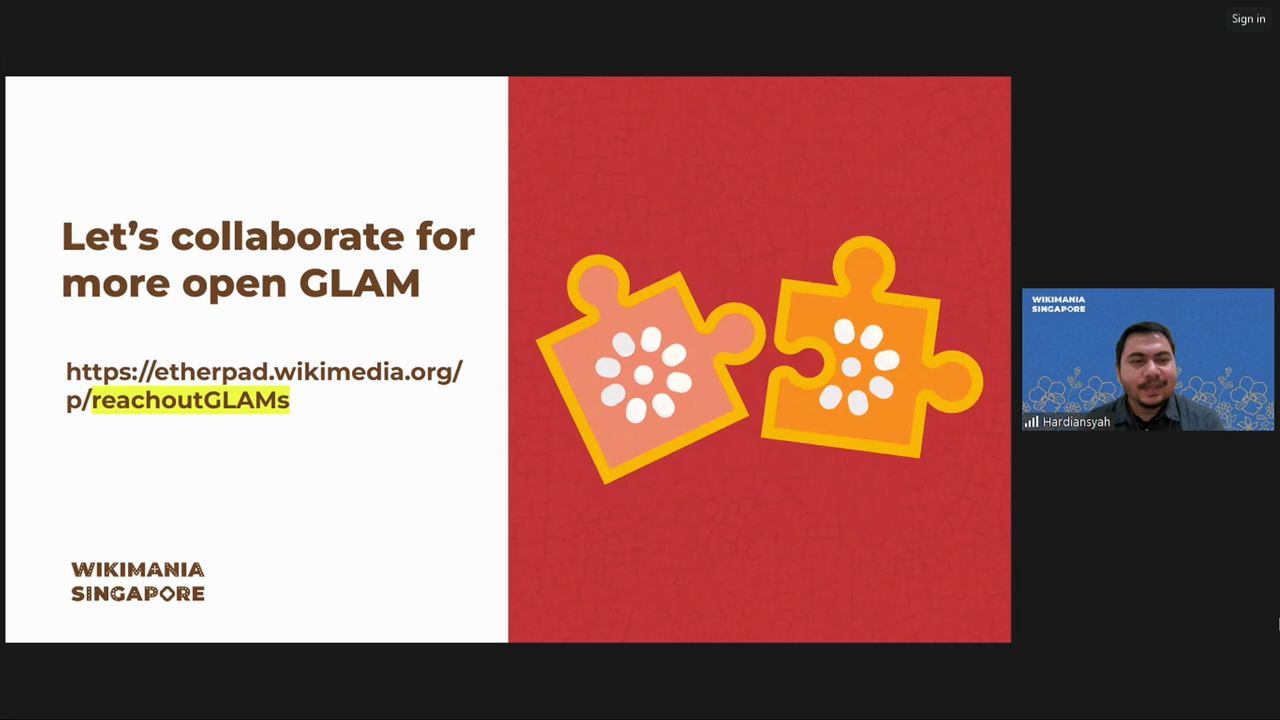 Sign in
Let's collaborate for
more open GLAM
https://etherpad.wikimedia.org/
p/reachoutGLAMs
WIKIMANIA
SINGAPORE
WIKIMANIA
SINGAPORE
Hardiansyah